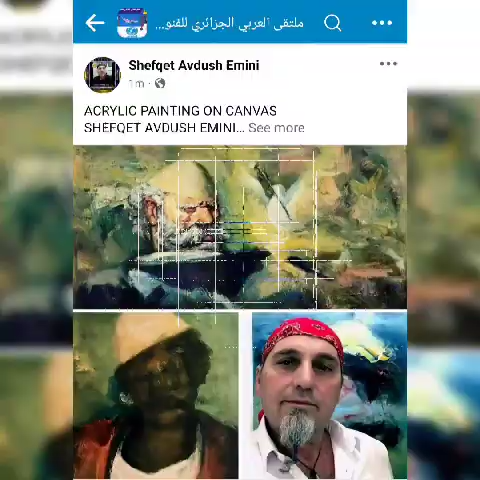 ملتقى العربي الجزائري للفنو...
Shefqet Avdush Emini
1m ·
ACRYLIC PAINTING ON CANVAS
SHEFQET AVDUSH EMINI... See more